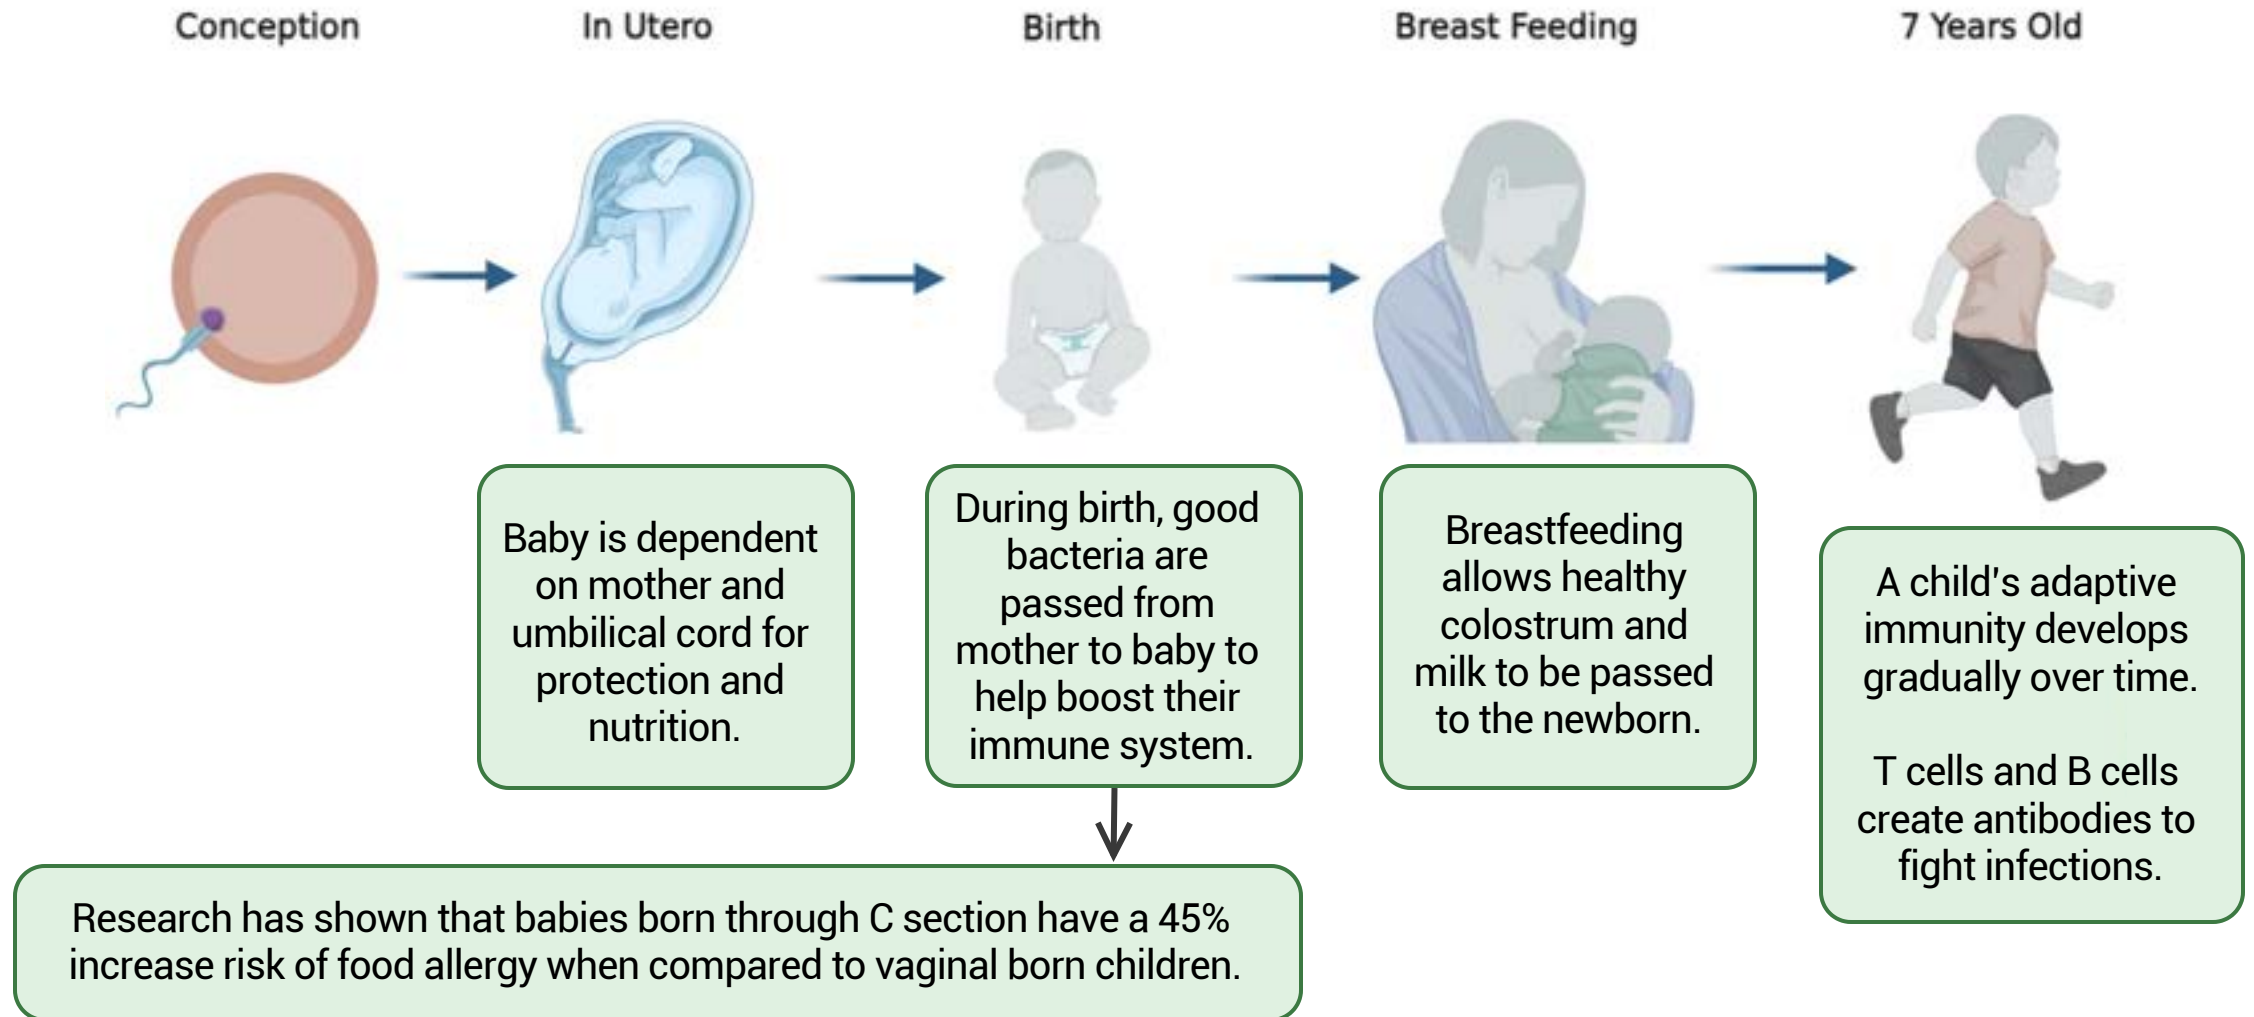 Conception
In Utero
Birth
Breast Feeding
7 Years Old
Baby is dependent
on mother and
umbilical cord for
protection and
nutrition.
During birth, good
bacteria are
passed from
mother to baby to
help boost their
immune system.
Breastfeeding
allows healthy
colostrum and
milk to be passed
to the newborn.
A child's adaptive
immunity develops
gradually over time.
T cells and B cells
create antibodies to
fight infections.
Research has shown that babies born through C section have a 45%
increase risk of food allergy when compared to vaginal born children.